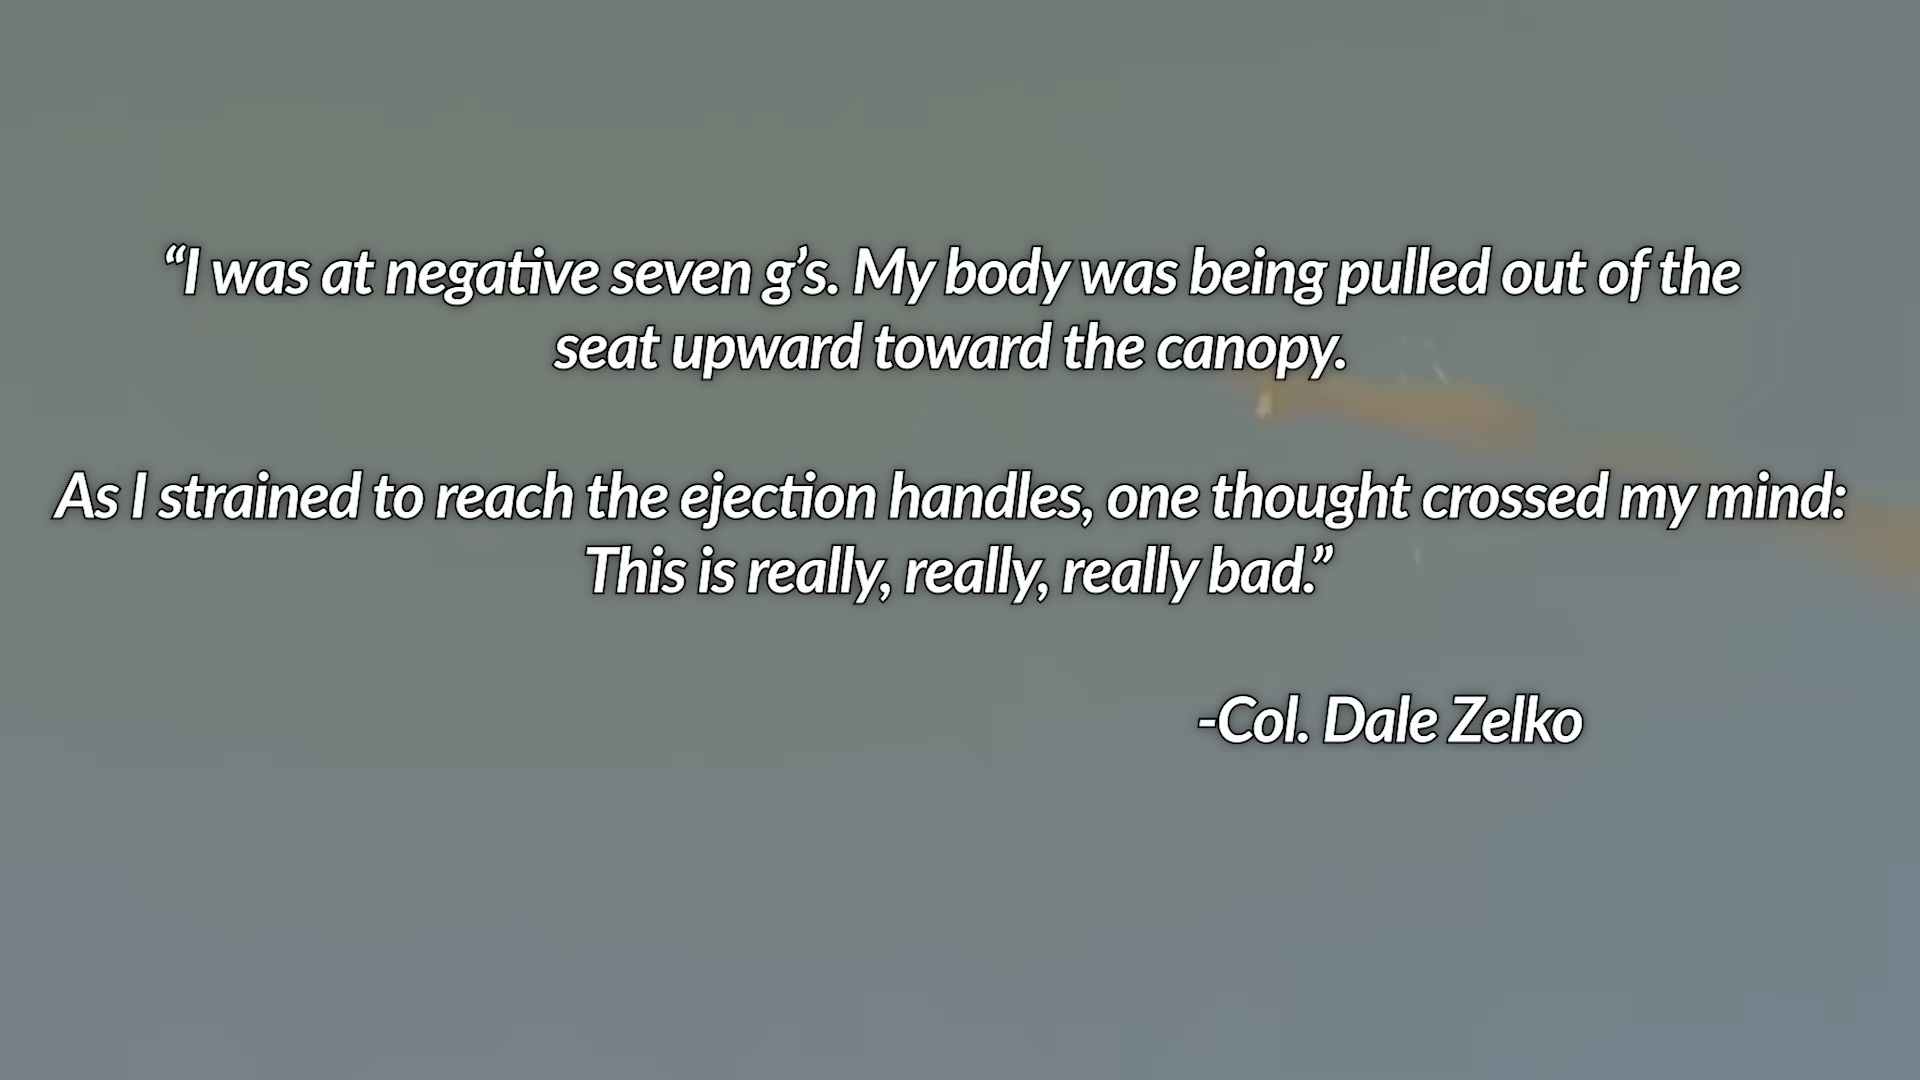 “I was at negative seven g’s. My body was being pulled out of the
seat upward toward the canopy.
As I strained to reach the ejection handles, one thought crossed my mind:
This is really, really, really bad.”
-Col. Dale Zelko